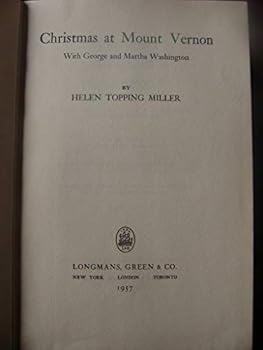 Christmas at Mount Vernon
With George and Martha Washington
BY
HELEN TOPPING MILLER
LONGMANS, GREEN & CO.
NEW YORK · LONDON · TORONTO
1957